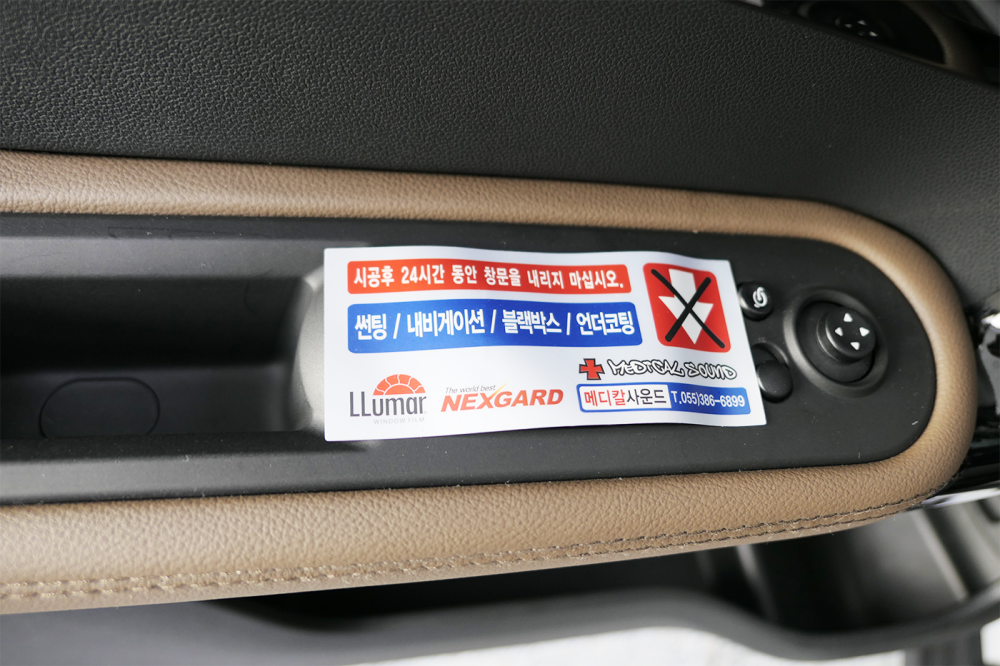 시공후 24시간 동안 창문을 내리지 마십시오.
썬팅 / 내비게이션 / 블랙박스 / 언더코팅
LLumar
WINDOW FILM
The world best
NEXGARD
MEDICAL SOUND
메디칼사운드 T.055)386-6899